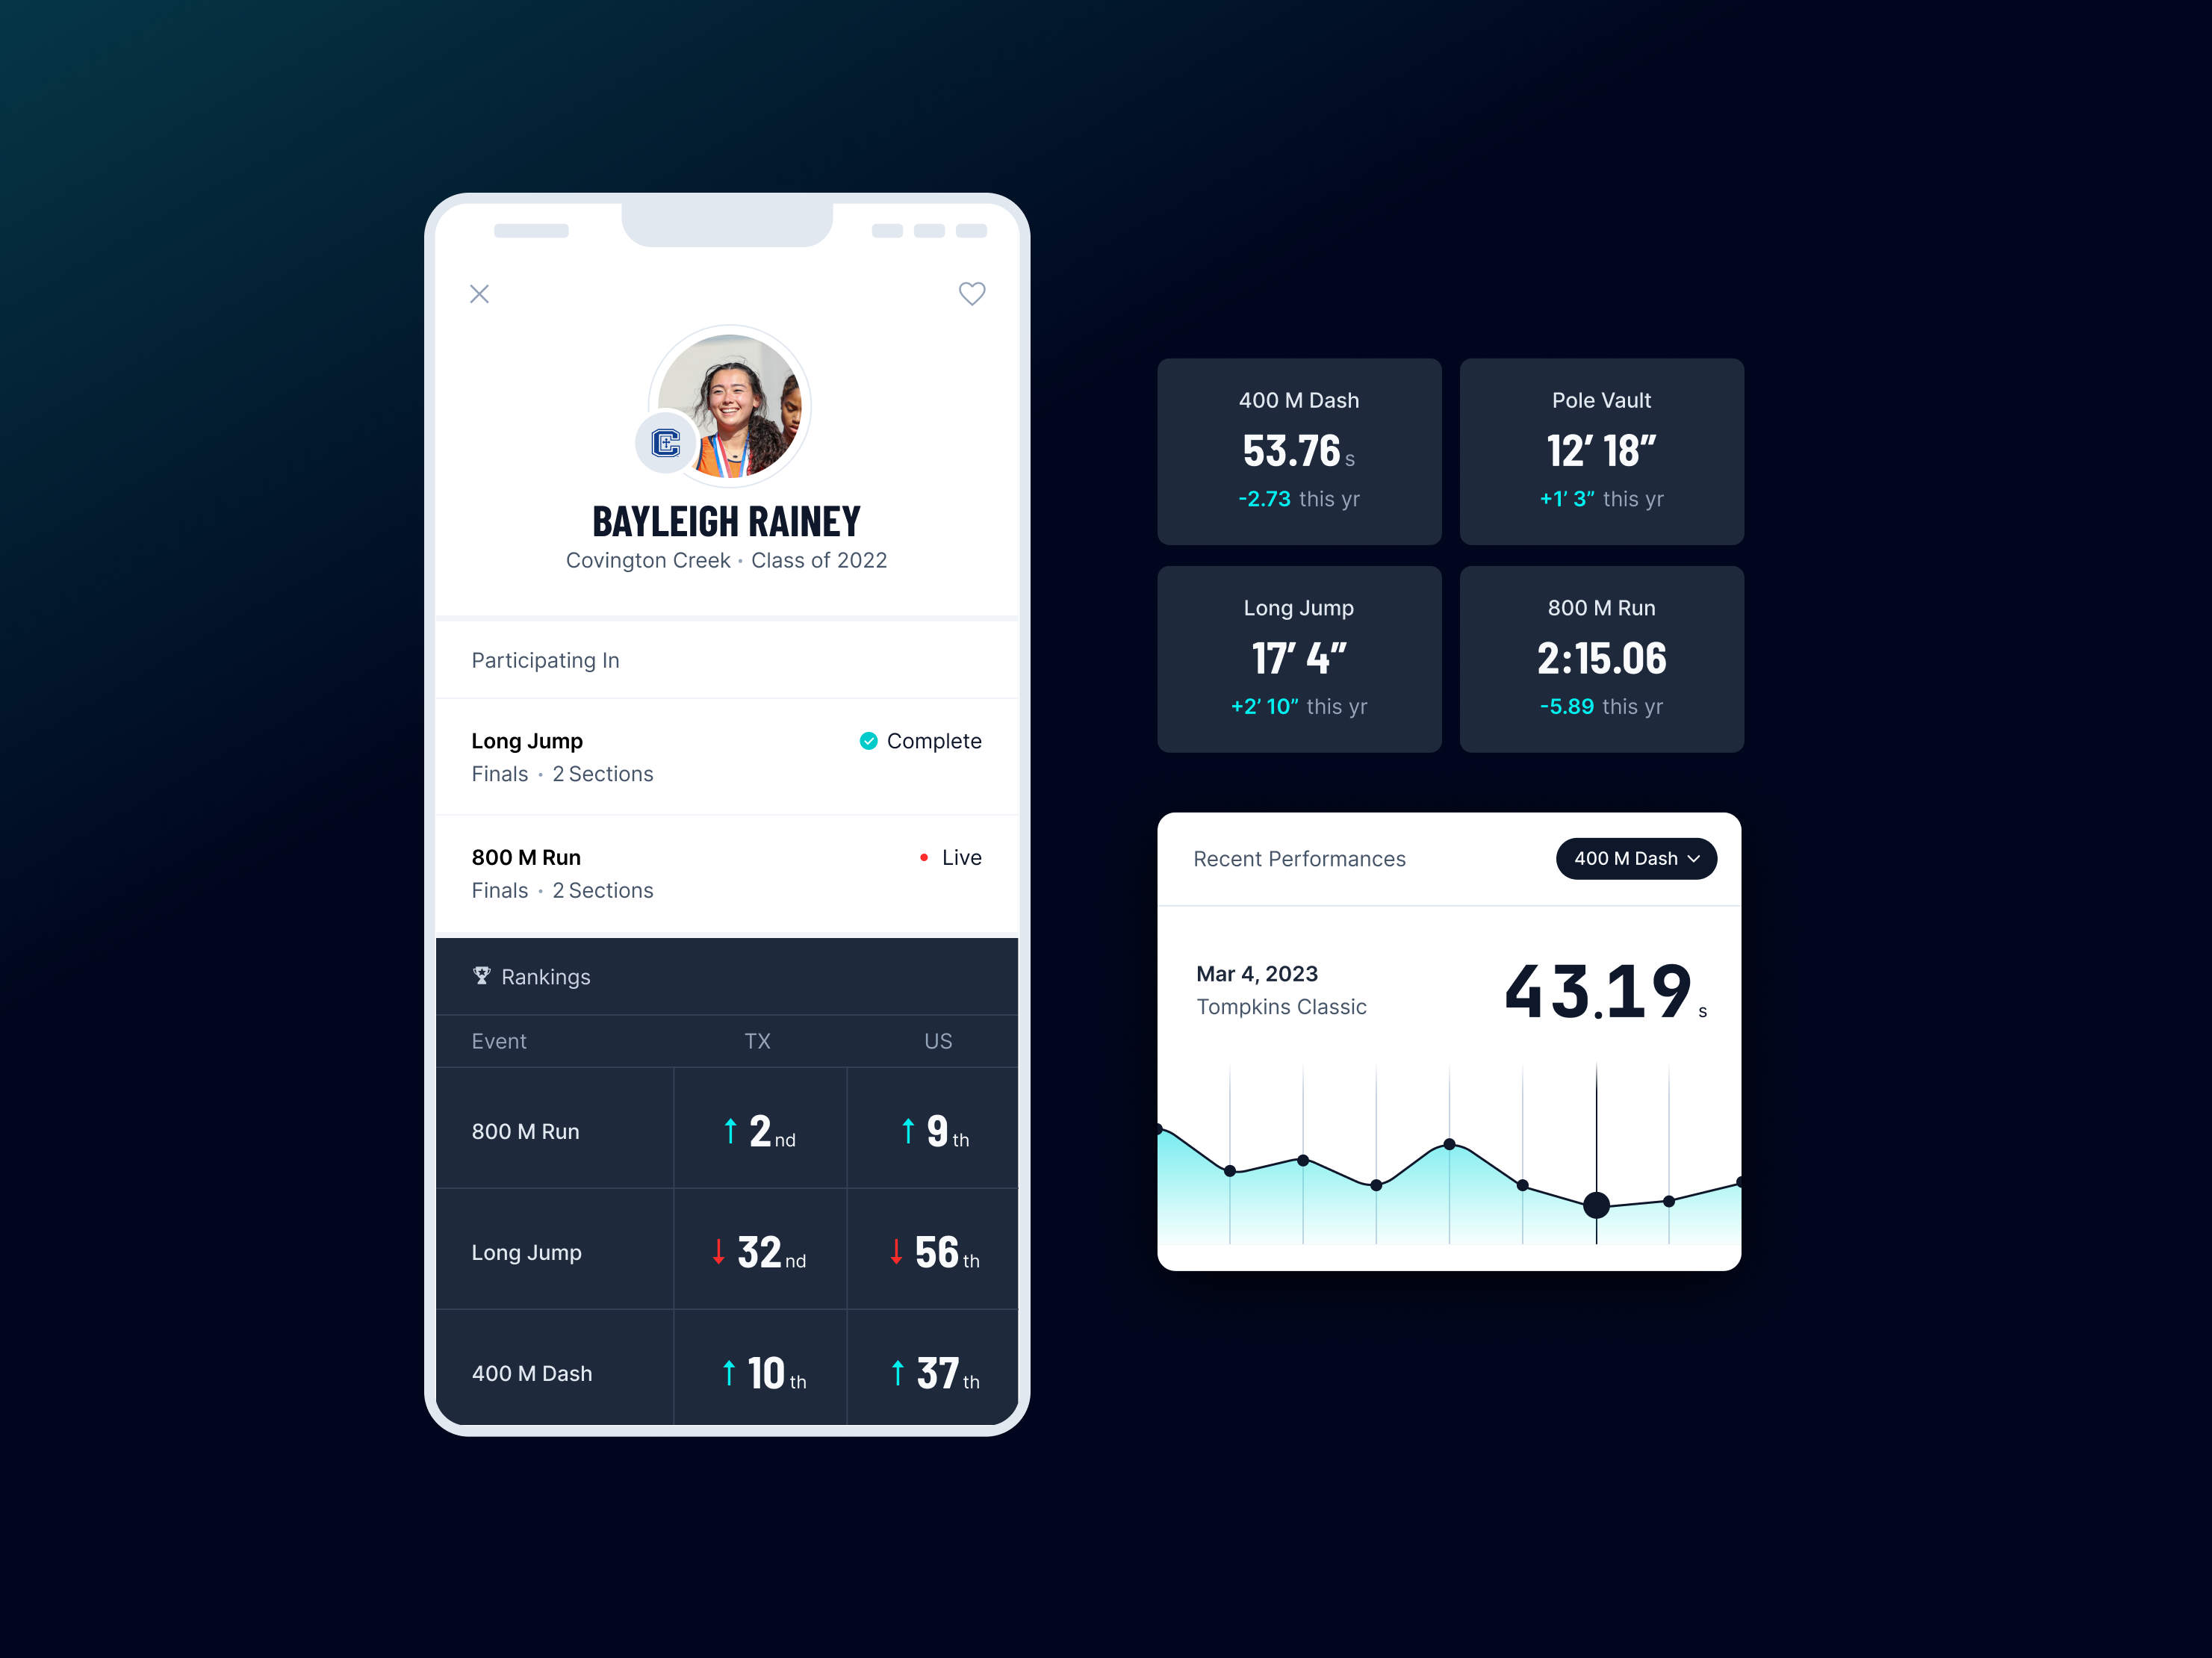 BAYLEIGH RAINEY
Covington Creek • Class of 2022
Participating In
Long Jump
Complete
Finals • 2 Sections
800 M Run
Live
Finals • 2 Sections
Rankings
Event TX US
800 M Run 2nd 9th
Long Jump 32nd 56th
400 M Dash 10th 37th
400 M Dash
53.76 s
-2.73 this yr
Pole Vault
12’ 18”
+1’ 3” this yr
Long Jump
17’ 4”
+2’ 10” this yr
800 M Run
2:15.06
-5.89 this yr
Recent Performances
400 M Dash
Mar 4, 2023
Tompkins Classic
43.19 s